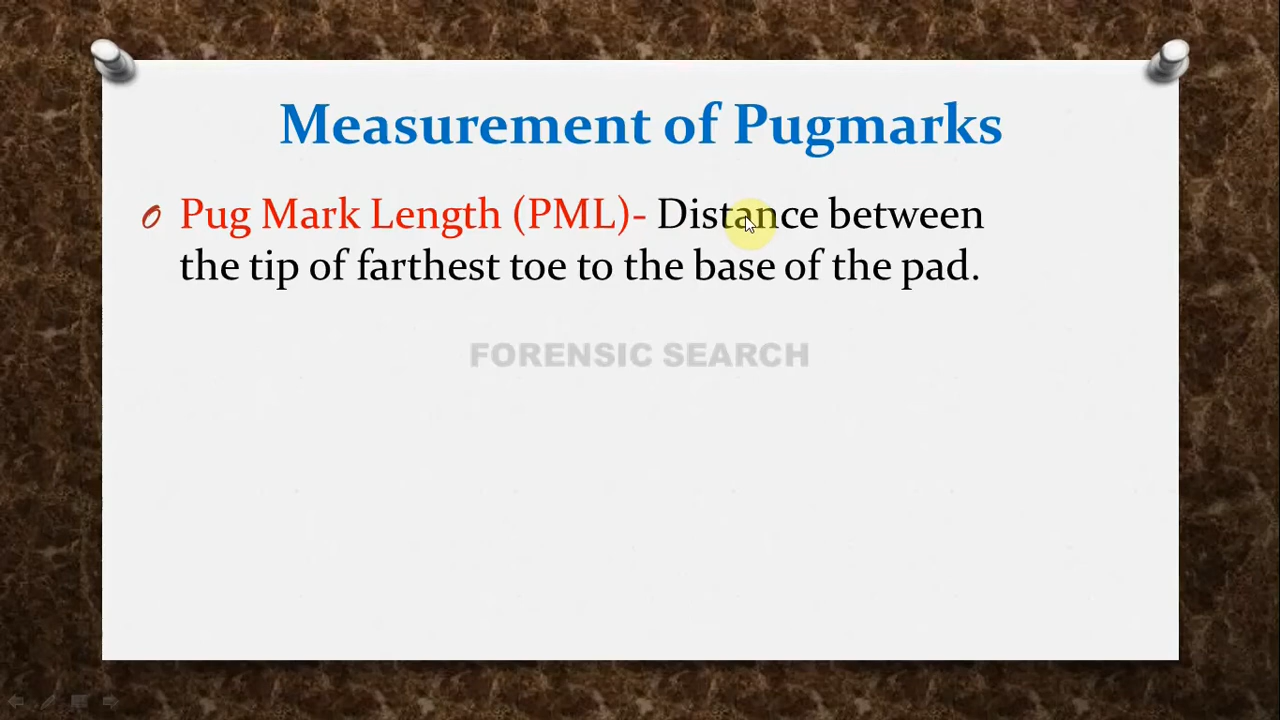 Measurement of Pugmarks
Pug Mark Length (PML)- Distance between
the tip of farthest toe to the base of the pad.
FORENSIC SEARCH